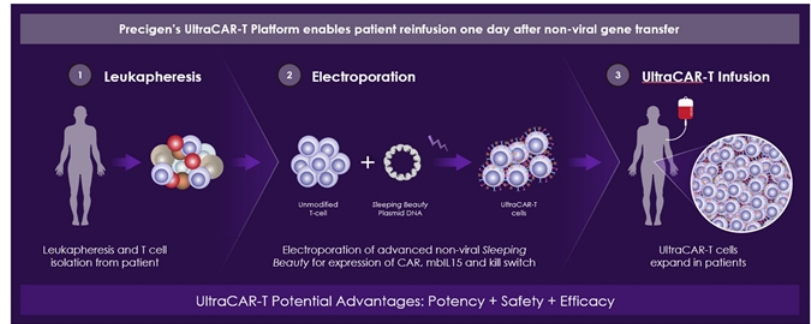 Precigen's UltraCAR-T Platform enables patient reinfusion one day after non-viral gene transfer
1 Leukapheresis
2 Electroporation
3 UltraCAR-T Infusion
Unmodified
T-cell
Sleeping Beauty
Plasmid DNA
UltraCAR-T
cells
Leukapheresis and T cell
isolation from patient
Electroporation of advanced non-viral Sleeping
Beauty for expression of CAR, mbIL15 and kill switch
UltraCAR-T cells
expand in patients
UltraCAR-T Potential Advantages: Potency + Safety + Efficacy